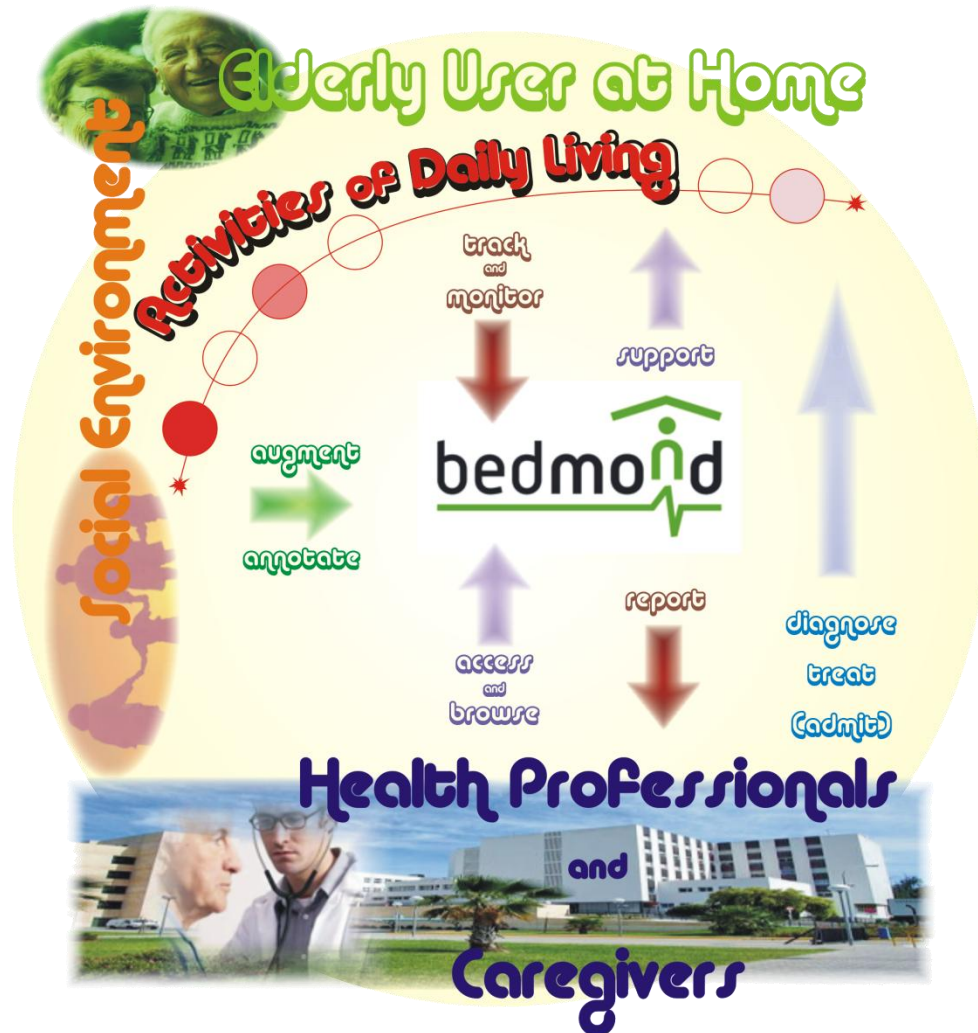 Elderly User at Home
Social Environment
Activities of Daily Living
track
and
monitor
support
augment
annotate
bedmond
access
and
browse
report
diagnose
treat
(admit)
Health Professionals
and
Caregivers